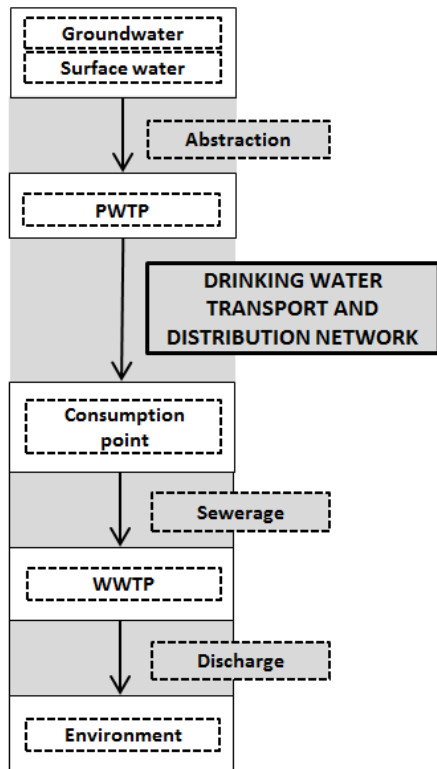 Groundwater
Surface water
Abstraction
PWTP
DRINKING WATER
TRANSPORT AND
DISTRIBUTION NETWORK
Consumption
point
Sewerage
WWTP
Discharge
Environment